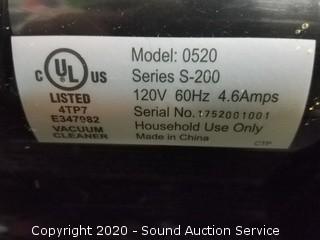 Model: 0520
Series S-200
120V 60Hz 4.6Amps
Serial No. 1752001001
Household Use Only
Made in China
CTP
C UL US
®
LISTED
4TP7
E347982
VACUUM
CLEANER
Copyright 2020 - Sound Auction Service